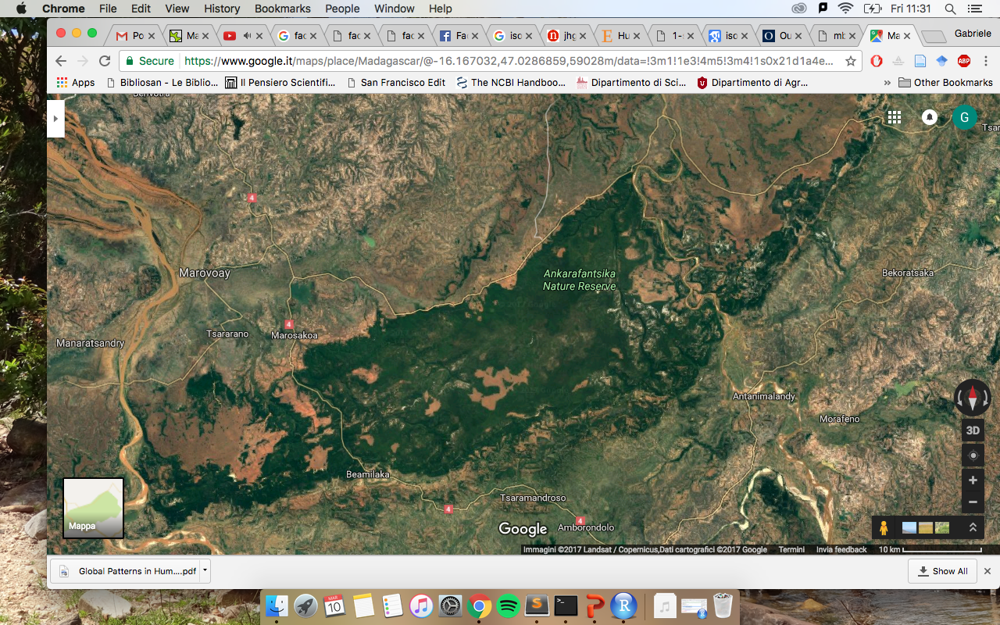 Chrome File Edit View History Bookmarks People Window Help Fri 11:31
Po Ma fac fac fac Fa iso jhg Hu 1-s iso Ou mb Ma Gabriele
Secure https://www.google.it/maps/place/Madagascar/@-16.167032,47.0286859,59028m/data=!3m1!1e3!4m5!3m4!1s0x21d1a4e... ABP
Apps Bibliosan - Le Biblio... Il Pensiero Scientifi... San Francisco Edit The NCBI Handboo... Dipartimento di Sci... Dipartimento di Agr... » Other Bookmarks
G
Tsar
4
Marovoay
Ankarafantsika
Nature Reserve
Bekoratsaka
4
Tsararano
Marosakoa
Manaratsandry
Antanimalandy
Morafeno
3D
Beamilaka
Tsaramandroso
4
4
Amborondolo
Mappa
Google
Immagini ©2017 Landsat / Copernicus,Dati cartografici ©2017 Google Termini Invia feedback 10 km
Global Patterns in Hum....pdf
Show All
MAR
10
S
R